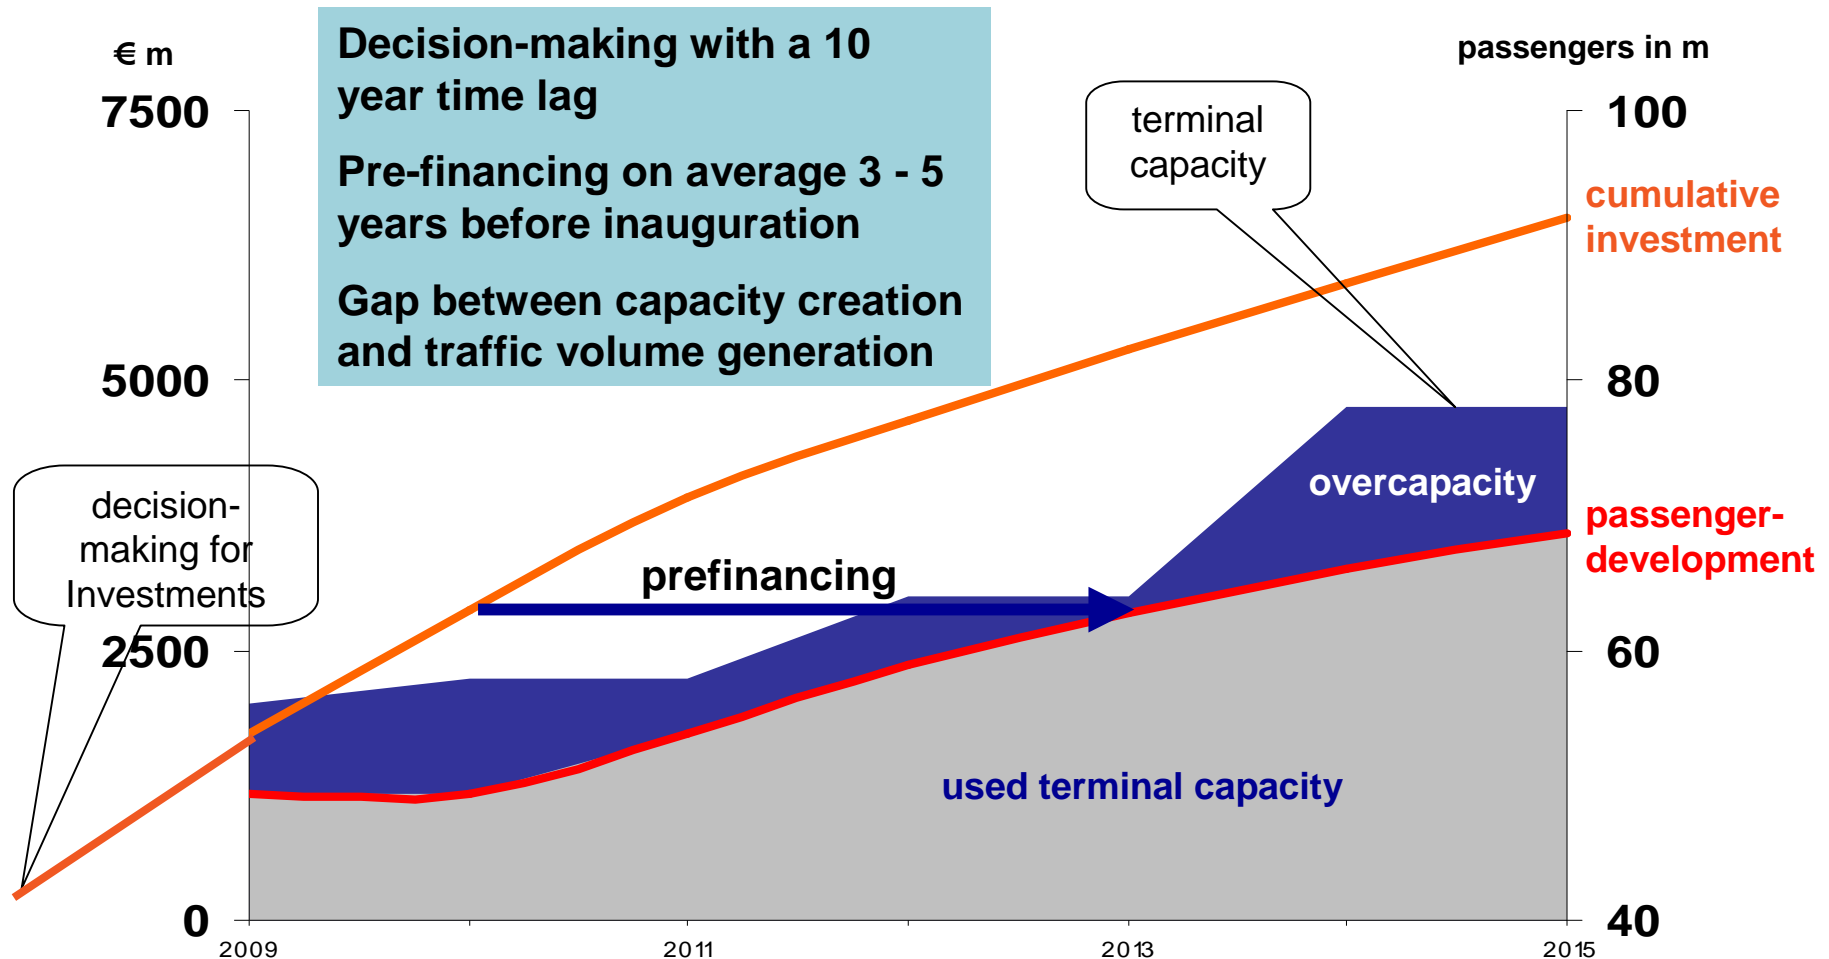 € m
7500
5000
2500
0
Decision-making with a 10
year time lag
Pre-financing on average 3 - 5
years before inauguration
Gap between capacity creation
and traffic volume generation
passengers in m
100
80
60
40
terminal
capacity
cumulative
investment
overcapacity
passenger-
development
decision-
making for
Investments
prefinancing
used terminal capacity
2009
2011
2013
2015